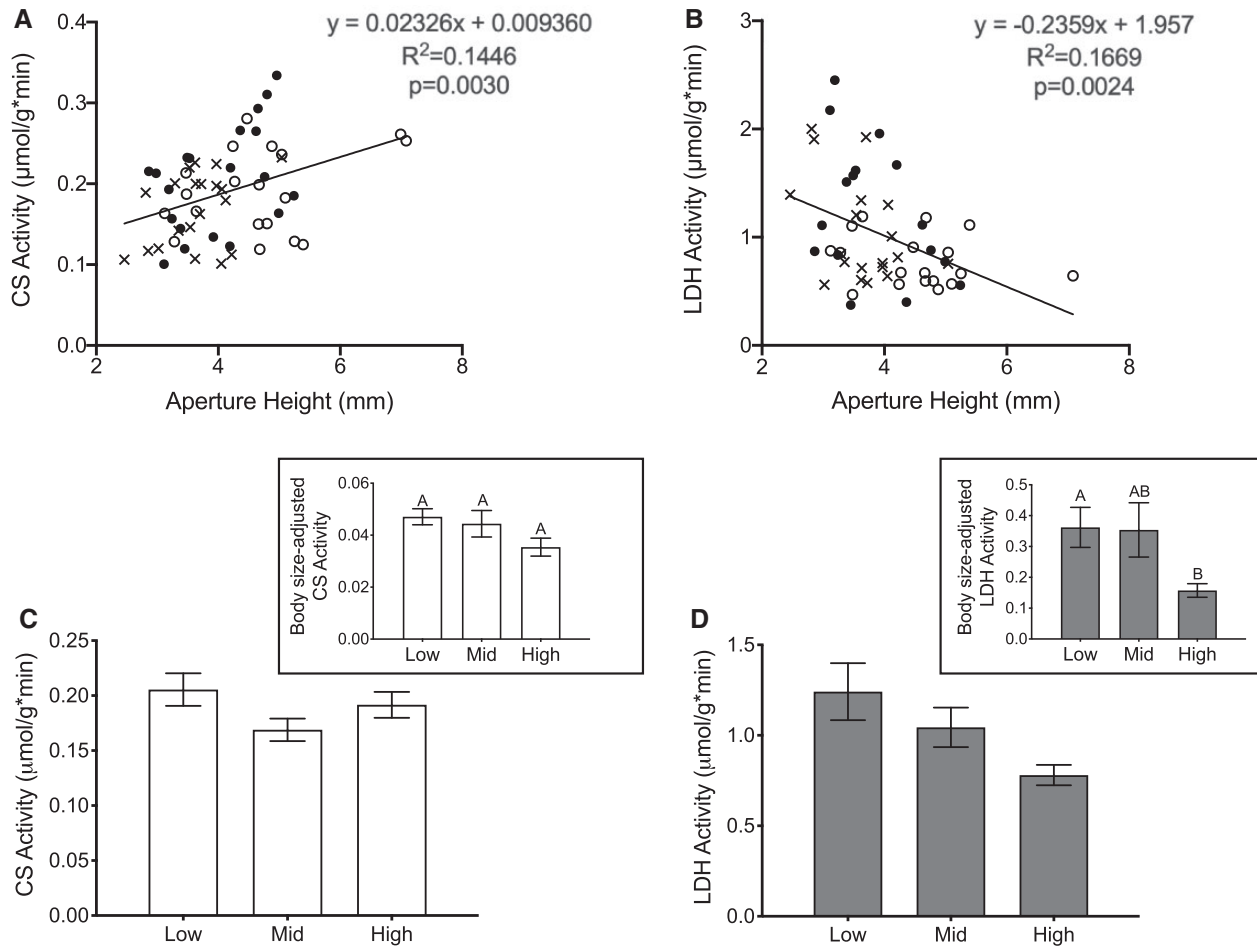 A
y = 0.02326x + 0.009360
R²=0.1446
p=0.0030
CS Activity (μmol/g*min)
0.4
0.3
0.2
0.1
0.0
2 4 6 8
Aperture Height (mm)
B
y = -0.2359x + 1.957
R²=0.1669
p=0.0024
LDH Activity (μmol/g*min)
3
2
1
0
2 4 6 8
Aperture Height (mm)
C
CS Activity (μmol/g*min)
0.25
0.20
0.15
0.10
0.05
0.00
Low Mid High
Body size-adjusted
CS Activity
0.06
0.04
0.02
0.00
A A A
Low Mid High
D
LDH Activity (μmol/g*min)
1.5
1.0
0.5
0.0
Low Mid High
Body size-adjusted
LDH Activity
0.5
0.4
0.3
0.2
0.1
0.0
A AB B
Low Mid High